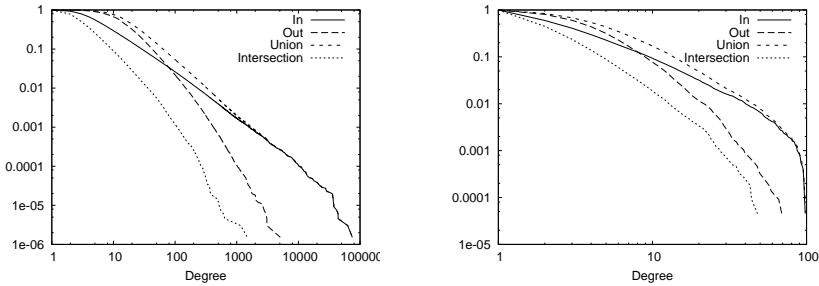 1
0.1
0.01
0.001
0.0001
1e-05
1e-06
1 10 100 1000 10000 100000
Degree
In
Out
Union
Intersection
1
0.1
0.01
0.001
0.0001
1e-05
1 10 100
Degree
In
Out
Union
Intersection